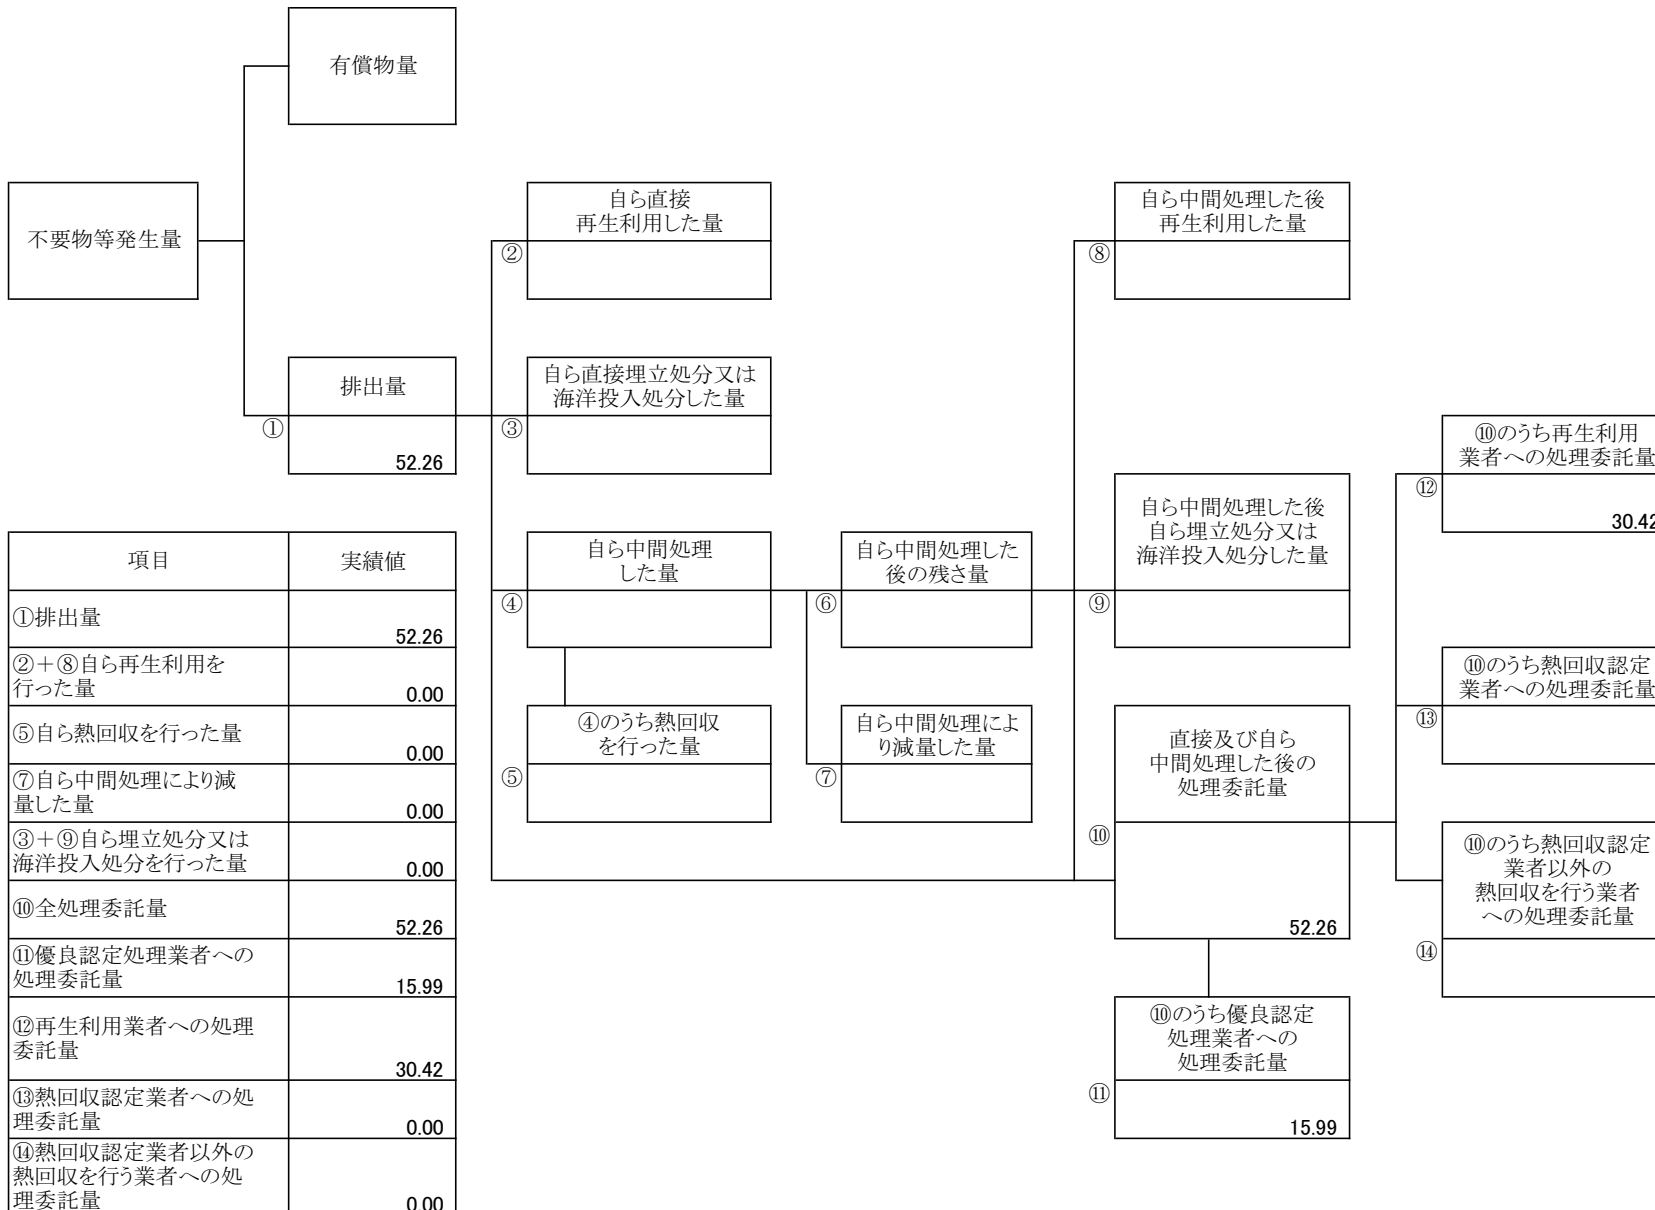 有償物量
不要物等発生量
排出量
①
52.26
自ら直接
再生利用した量
②
自ら直接埋立処分又は
海洋投入処分した量
③
自ら中間処理
した量
④
④のうち熱回収
を行った量
⑤
自ら中間処理した
後の残さ量
⑥
自ら中間処理によ
り減量した量
⑦
自ら中間処理した後
再生利用した量
⑧
自ら中間処理した後
自ら埋立処分又は
海洋投入処分した量
⑨
直接及び自ら
中間処理した後の
処理委託量
⑩
52.26
⑩のうち優良認定
処理業者への
処理委託量
⑪
15.99
⑩のうち再生利用
業者への処理委託量
⑫
30.42
⑩のうち熱回収認定
業者への処理委託量
⑬
⑩のうち熱回収認定
業者以外の
熱回収を行う業者
への処理委託量
⑭
項目 実績値
①排出量
52.26
②＋⑧自ら再生利用を
行った量
0.00
⑤自ら熱回収を行った量
0.00
⑦自ら中間処理により減
量した量
0.00
③＋⑨自ら埋立処分又は
海洋投入処分を行った量
0.00
⑩全処理委託量
52.26
⑪優良認定処理業者への
処理委託量
15.99
⑫再生利用業者への処理
委託量
30.42
⑬熱回収認定業者への処
理委託量
0.00
⑭熱回収認定業者以外の
熱回収を行う業者への処
理委託量
0.00